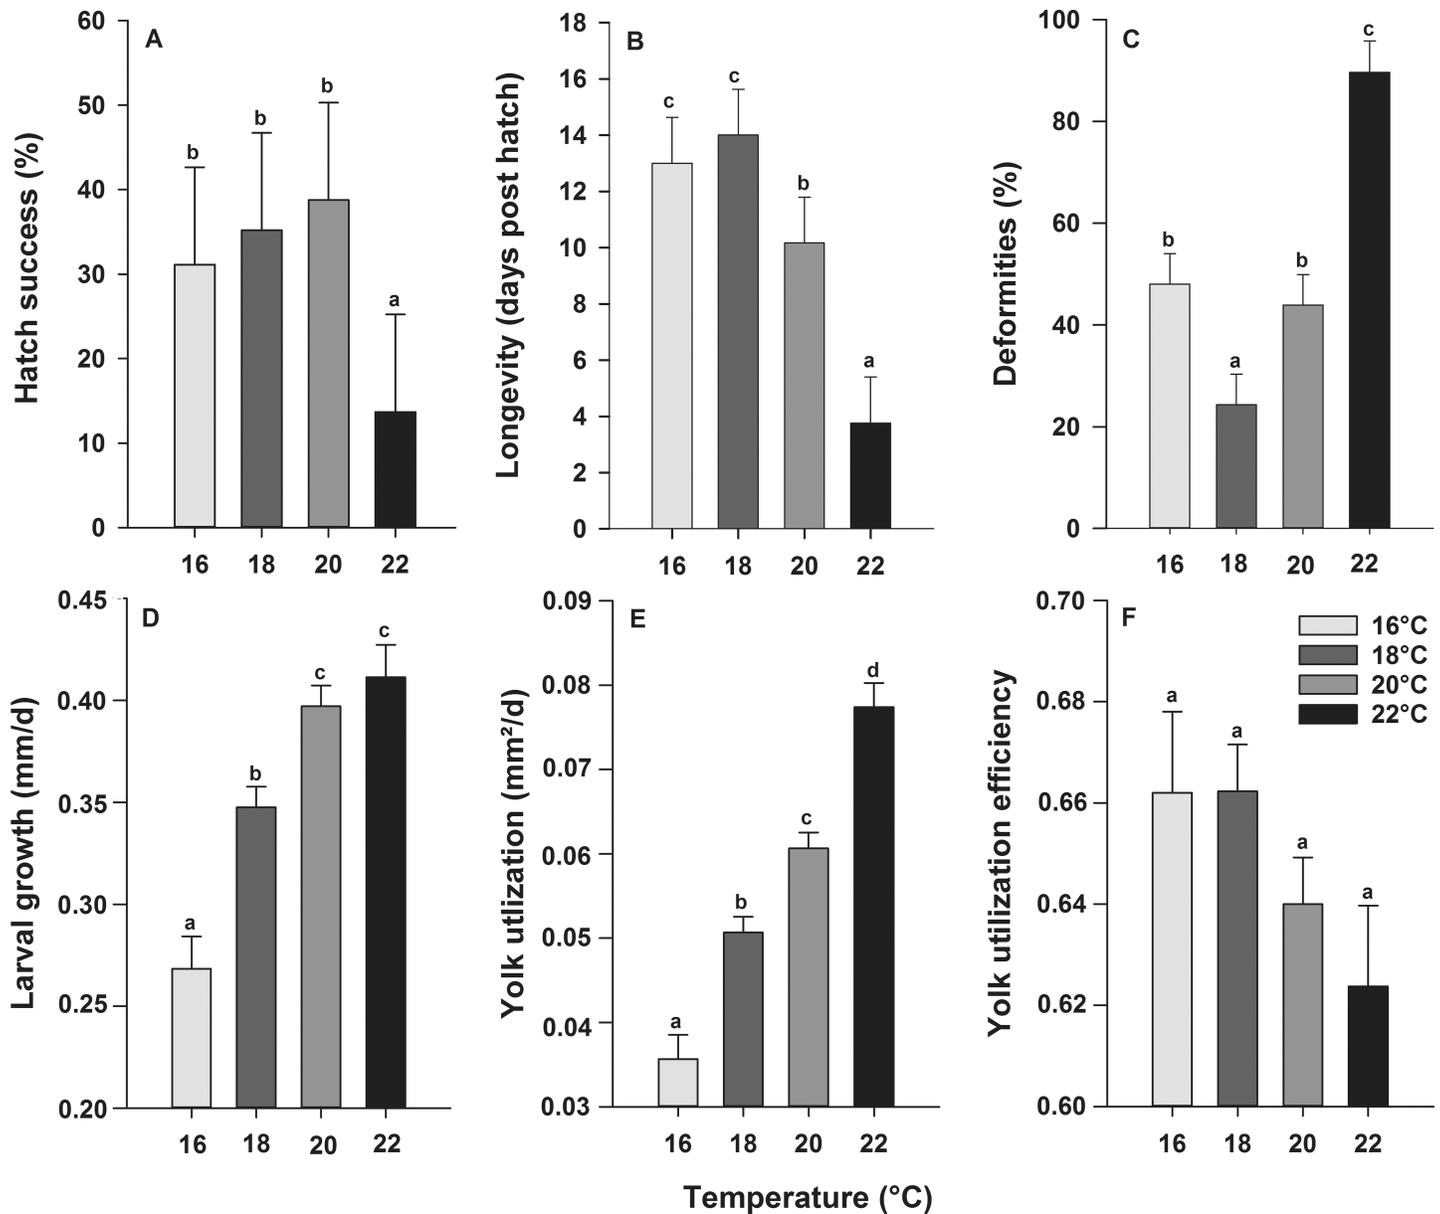 A
Hatch success (%)
60
50
40
30
20
10
0
b
b
b
a
16 18 20 22
B
Longevity (days post hatch)
18
16
14
12
10
8
6
4
2
0
c
c
b
a
16 18 20 22
C
Deformities (%)
100
80
60
40
20
0
b
a
b
c
16 18 20 22
D
Larval growth (mm/d)
0.45
0.40
0.35
0.30
0.25
0.20
a
b
c
c
16 18 20 22
E
Yolk utlization (mm²/d)
0.09
0.08
0.07
0.06
0.05
0.04
0.03
a
b
c
d
16 18 20 22
F
Yolk utilization efficiency
0.70
0.68
0.66
0.64
0.62
0.60
a
a
a
a
16 18 20 22
16°C
18°C
20°C
22°C
Temperature (°C)